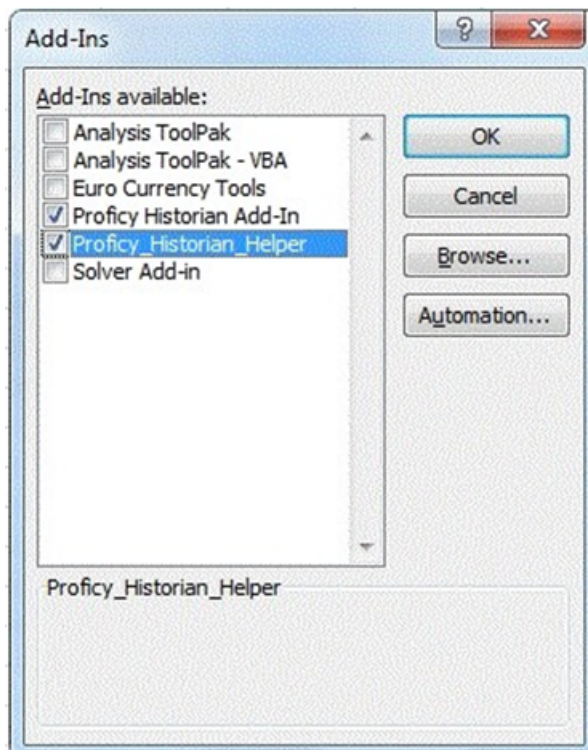 Add-Ins
Add-Ins available:
Analysis ToolPak
Analysis ToolPak - VBA
Euro Currency Tools
Proficy Historian Add-In
Proficy_Historian_Helper
Solver Add-in
OK
Cancel
Browse...
Automation...
Proficy_Historian_Helper